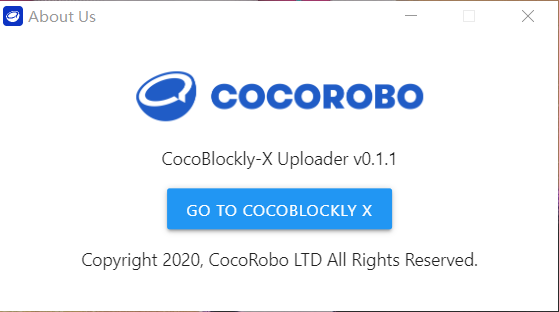 About Us
COCOROBO
CocoBlockly-X Uploader v0.1.1
GO TO COCOBLOCKLY X
Copyright 2020, CocoRobo LTD All Rights Reserved.